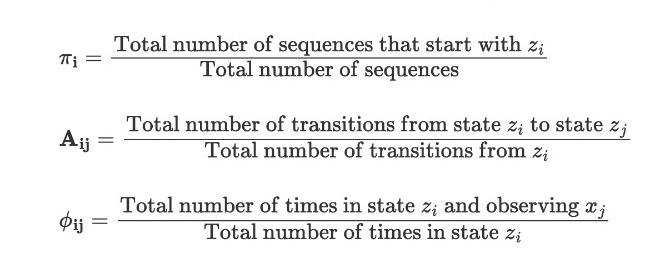 πi = Total number of sequences that start with zi / Total number of sequences
Aij = Total number of transitions from state zi to state zj / Total number of transitions from zi
ϕij = Total number of times in state zi and observing xj / Total number of times in state zi